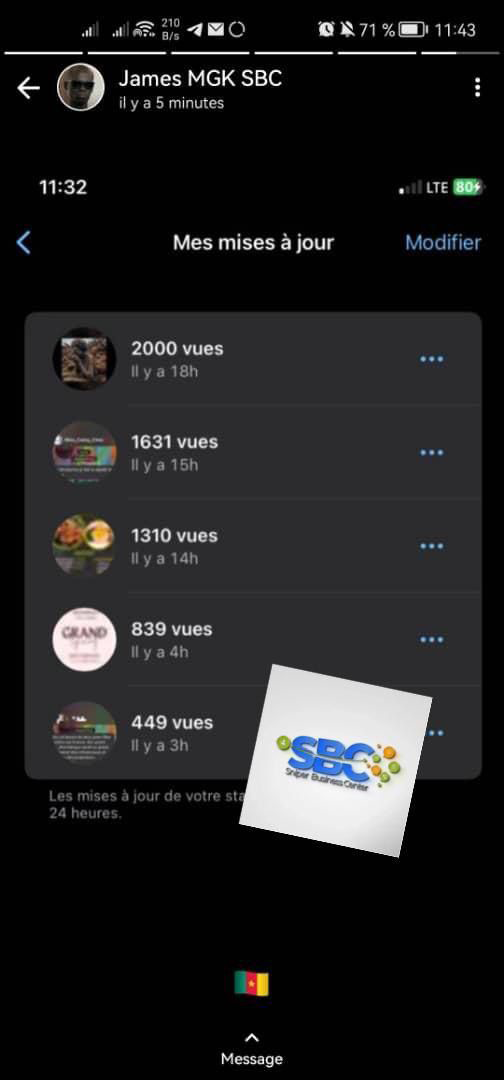 210
B/s
71 %
11:43
James MGK SBC
il y a 5 minutes
11:32
LTE 80
Mes mises à jour
Modifier
2000 vues
Il y a 18h
1631 vues
Il y a 15h
1310 vues
Il y a 14h
GRAND
839 vues
Il y a 4h
449 vues
Il y a 3h
SBC
Sniper Business Center
Les mises à jour de votre sta
24 heures.
Message